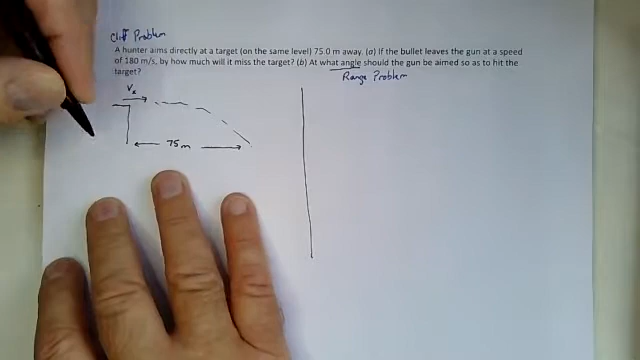 Cliff Problem
A hunter aims directly at a target (on the same level) 75.0 m away. (a) If the bullet leaves the gun at a speed
of 180 m/s, by how much will it miss the target? (b) At what angle should the gun be aimed so as to hit the
target?
Range Problem
Vx
75m